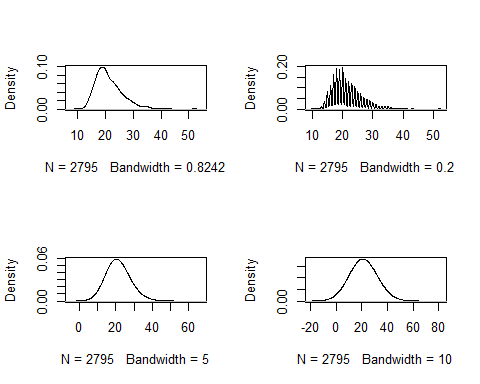 Density
0.00 0.10
10 20 30 40 50
N = 2795 Bandwidth = 0.8242
Density
0.00 0.20
10 20 30 40 50
N = 2795 Bandwidth = 0.2
Density
0.00 0.06
0 20 40 60
N = 2795 Bandwidth = 5
Density
0.00
-20 0 20 40 60 80
N = 2795 Bandwidth = 10